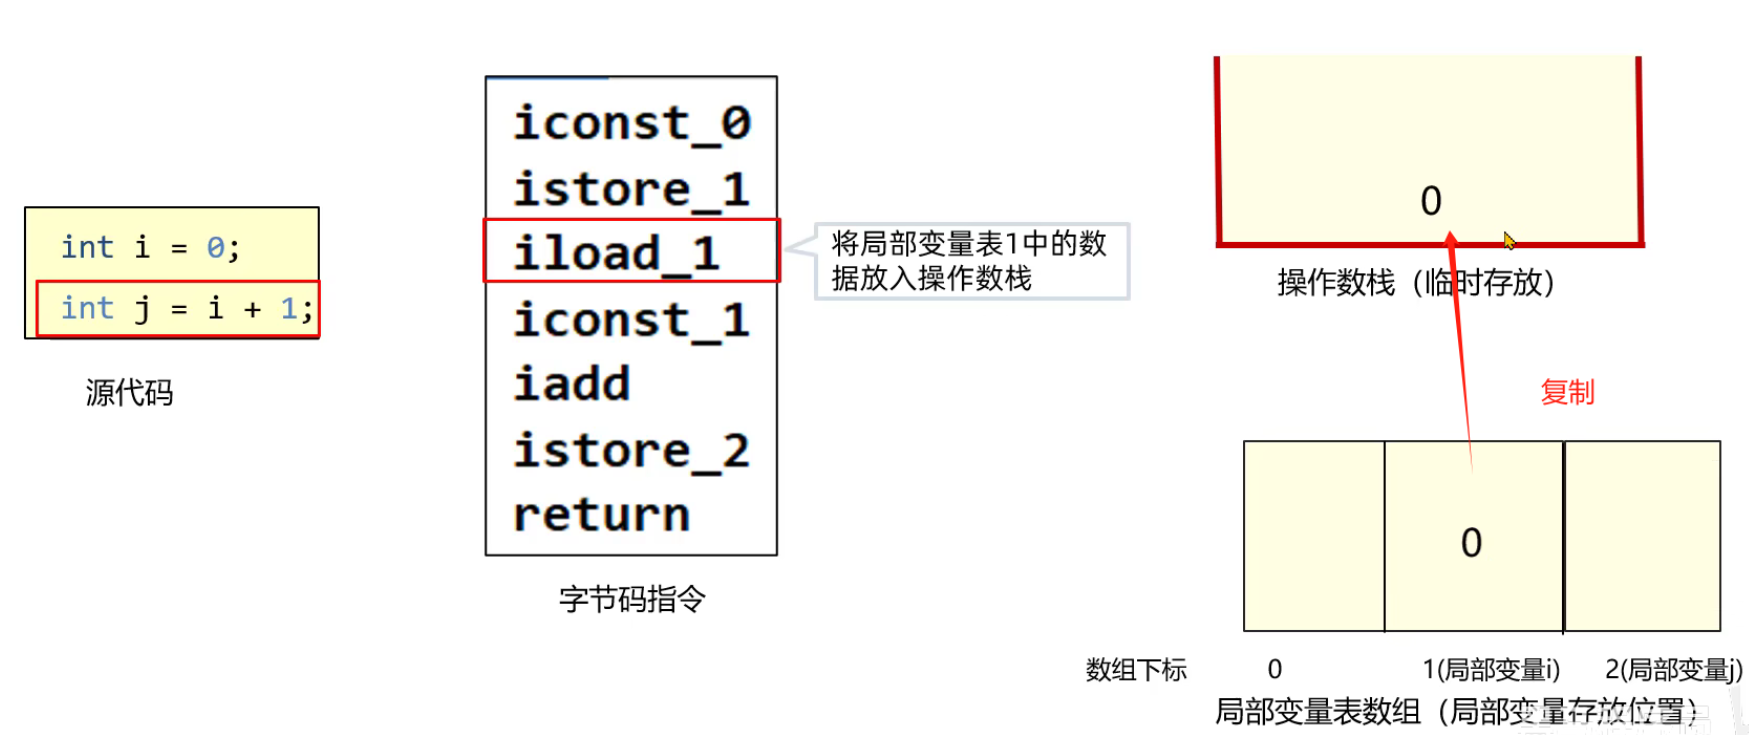 int i = 0;
int j = i + 1;
源代码
iconst_0
istore_1
iload_1
iconst_1
iadd
istore_2
return
字节码指令
将局部变量表1中的数
据放入操作数栈
0
操作数栈（临时存放）
复制
0
数组下标 0 1(局部变量i) 2(局部变量j)
局部变量表数组（局部变量存放位置）